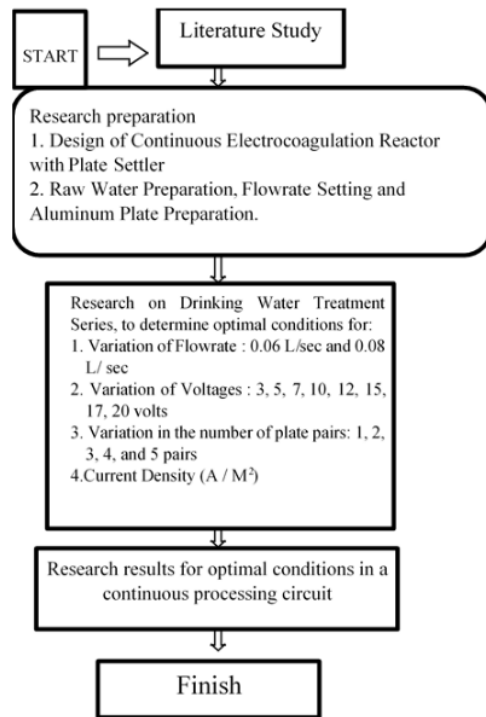 START
Literature Study
Research preparation
1. Design of Continuous Electrocoagulation Reactor
with Plate Settler
2. Raw Water Preparation, Flowrate Setting and
Aluminum Plate Preparation.
Research on Drinking Water Treatment
Series, to determine optimal conditions for:
1. Variation of Flowrate : 0.06 L/sec and 0.08
L/ sec
2. Variation of Voltages : 3, 5, 7, 10, 12, 15,
17, 20 volts
3. Variation in the number of plate pairs: 1, 2,
3, 4, and 5 pairs
4.Current Density (A / M²)
Research results for optimal conditions in a
continuous processing circuit
Finish